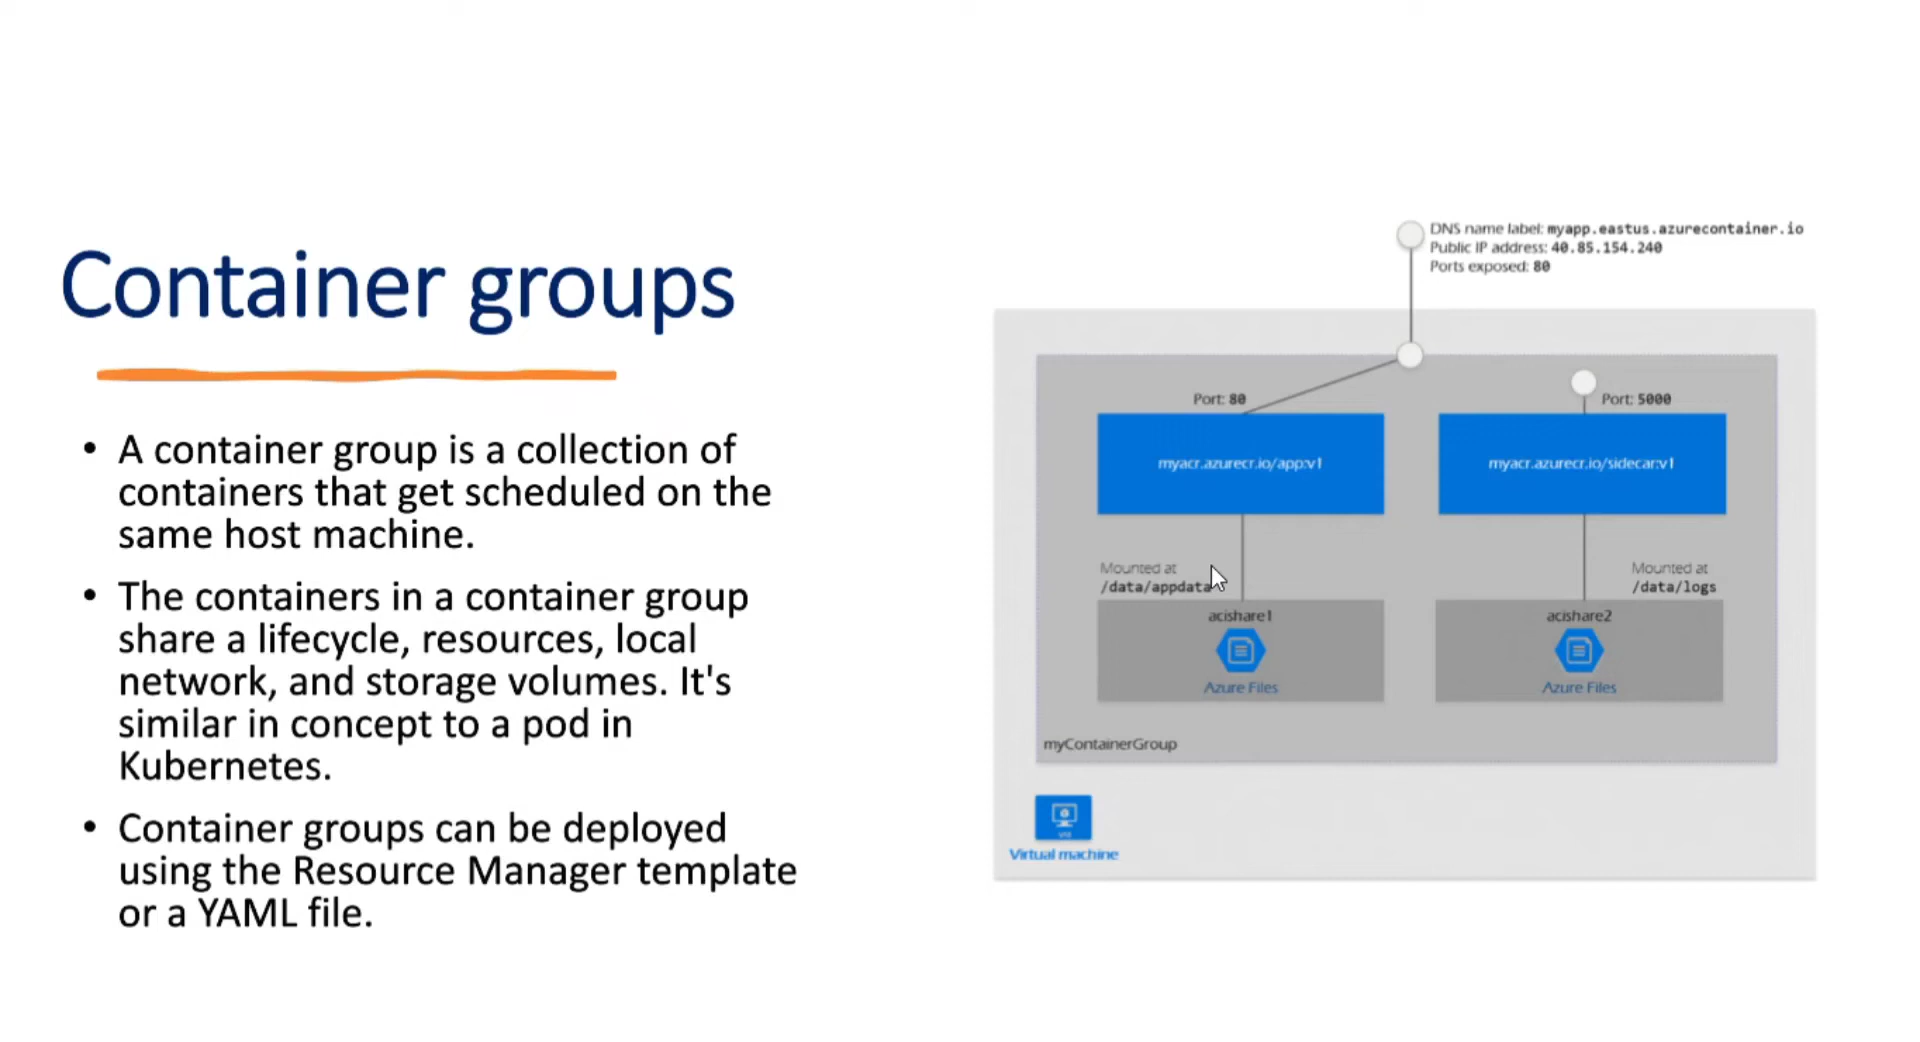 Container groups
• A container group is a collection of
containers that get scheduled on the
same host machine.
• The containers in a container group
share a lifecycle, resources, local
network, and storage volumes. It's
similar in concept to a pod in
Kubernetes.
• Container groups can be deployed
using the Resource Manager template
or a YAML file.
DNS name label: myapp.eastus.azurecontainer.io
Public IP address: 40.85.154.240
Ports exposed: 80
Port: 80
Port: 5000
myacr.azurecr.io/app:v1
myacr.azurecr.io/sidecar:v1
Mounted at
/data/appdata
Mounted at
/data/logs
acishare1
acishare2
Azure Files
Azure Files
myContainerGroup
Virtual machine